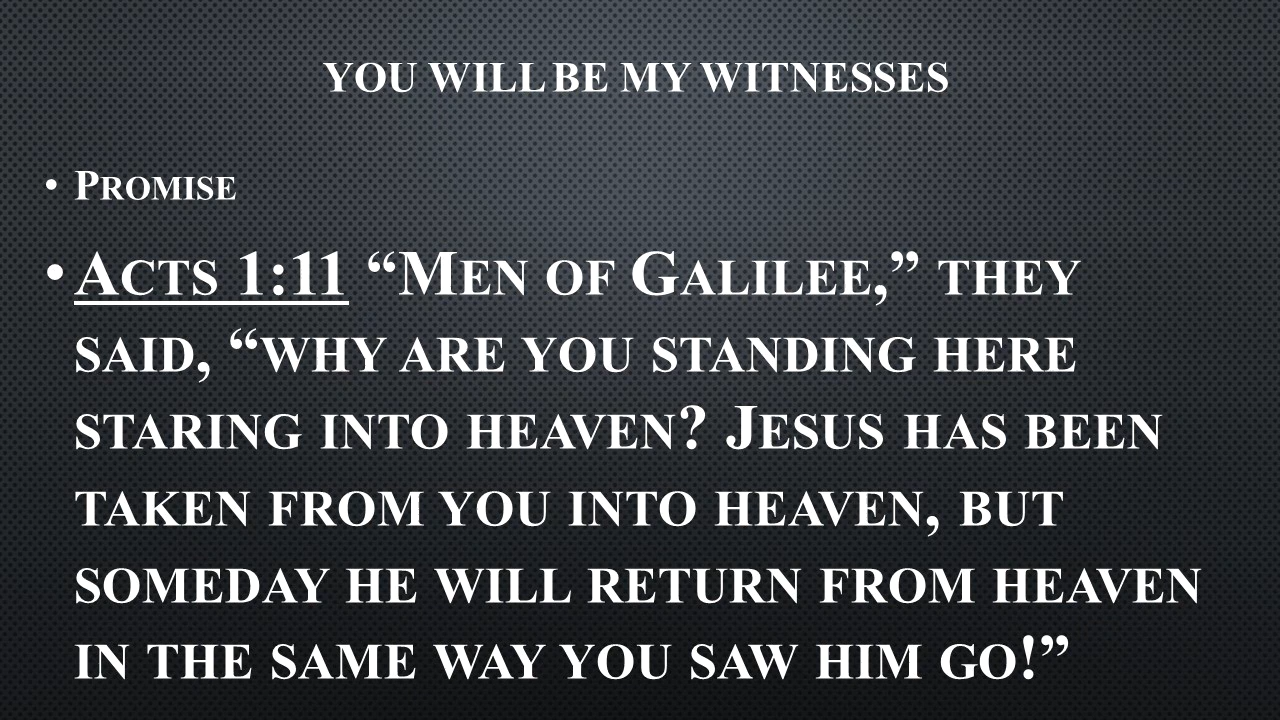 YOU WILL BE MY WITNESSES
• PROMISE
• ACTS 1:11 “MEN OF GALILEE,” THEY
SAID, “WHY ARE YOU STANDING HERE
STARING INTO HEAVEN? JESUS HAS BEEN
TAKEN FROM YOU INTO HEAVEN, BUT
SOMEDAY HE WILL RETURN FROM HEAVEN
IN THE SAME WAY YOU SAW HIM GO!”